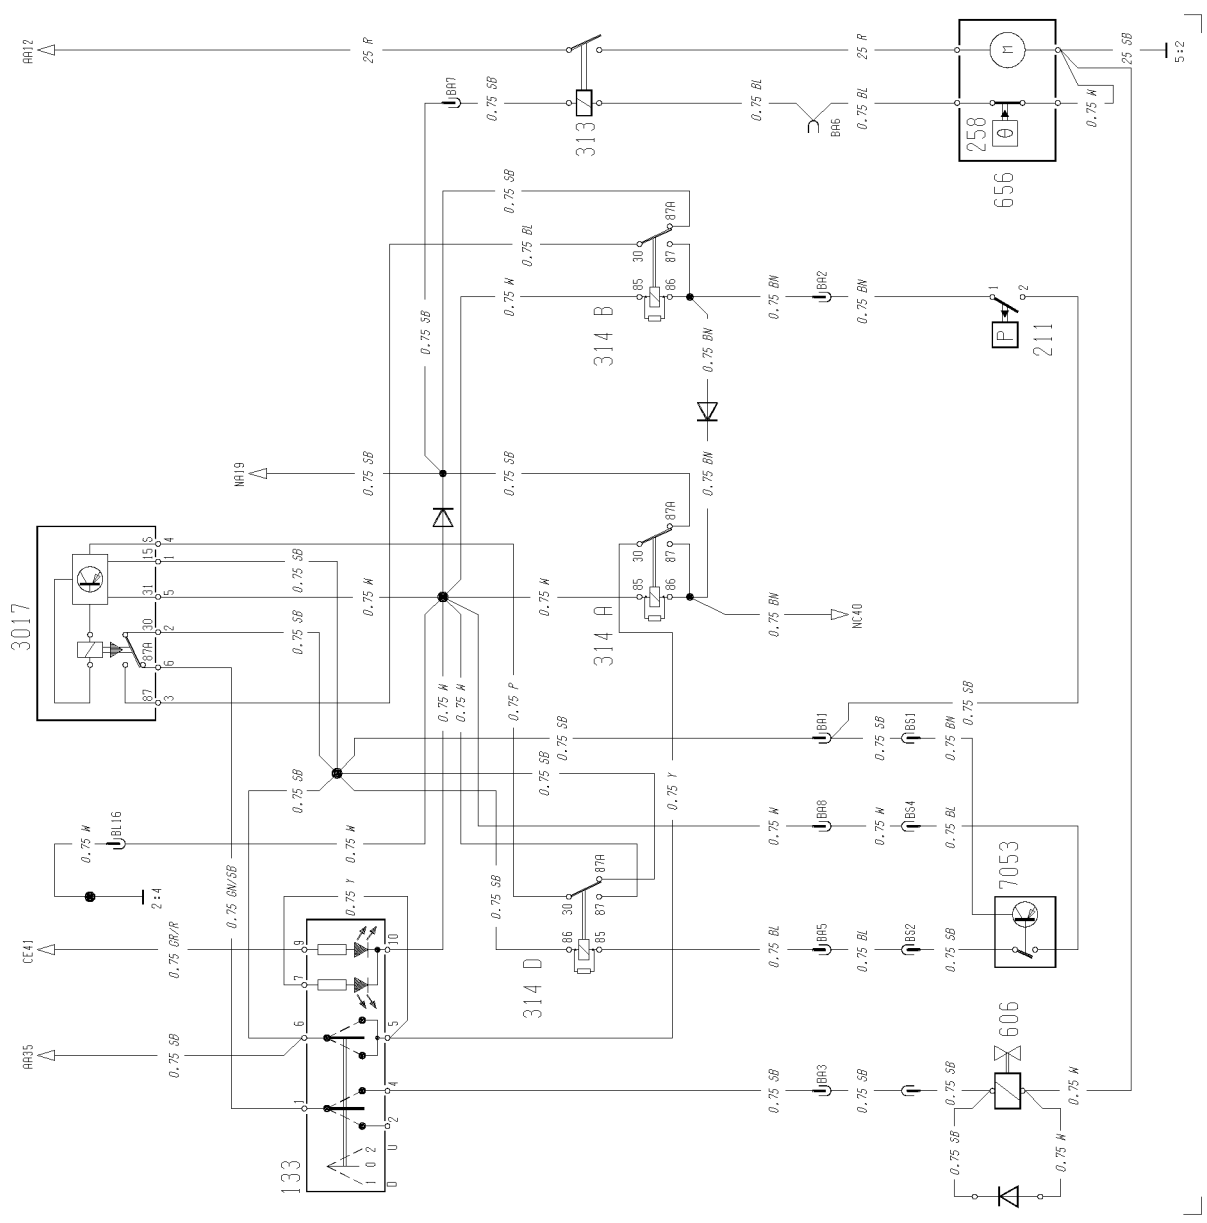 AA12
25 R
25 R
M
25 SB
5:2
BA7
0.75 SB
0.75 BL
BA6
0.75 BL
0.75 W
313
258
θ
656
0.75 SB
87A
0.75 BL
30
87
0.75 W
85
86
0.75 BN
BA2
0.75 BN
1
2
0.75 SB
314 B
0.75 BN
P
211
NA19
0.75 SB
0.75 SB
0.75 BN
87A
S
4
30
87
15
1
0.75 SB
3017
31
5
0.75 W
0.75 W
85
86
0.75 BN
NC40
30
2
0.75 SB
314 A
87A
6
87
3
0.75 W
0.75 W
0.75 P
0.75 SB
0.75 SB
BA1
0.75 SB
BS1
0.75 BN
0.75 SB
0.75 SB
0.75 Y
BL16
0.75 W
0.75 W
0.75 W
BA8
0.75 W
BS4
0.75 BL
2:4
0.75 GN/SB
0.75 Y
0.75 SB
87A
30
87
7053
CE41
0.75 GR/R
9
10
86
85
0.75 BL
BA5
0.75 BL
BS2
0.75 SB
7
314 D
AA35
0.75 SB
6
5
606
1
4
0.75 SB
BA3
0.75 SB
0.75 SB
0.75 W
2
133
1 0 2
D
U
0.75 SB
0.75 W